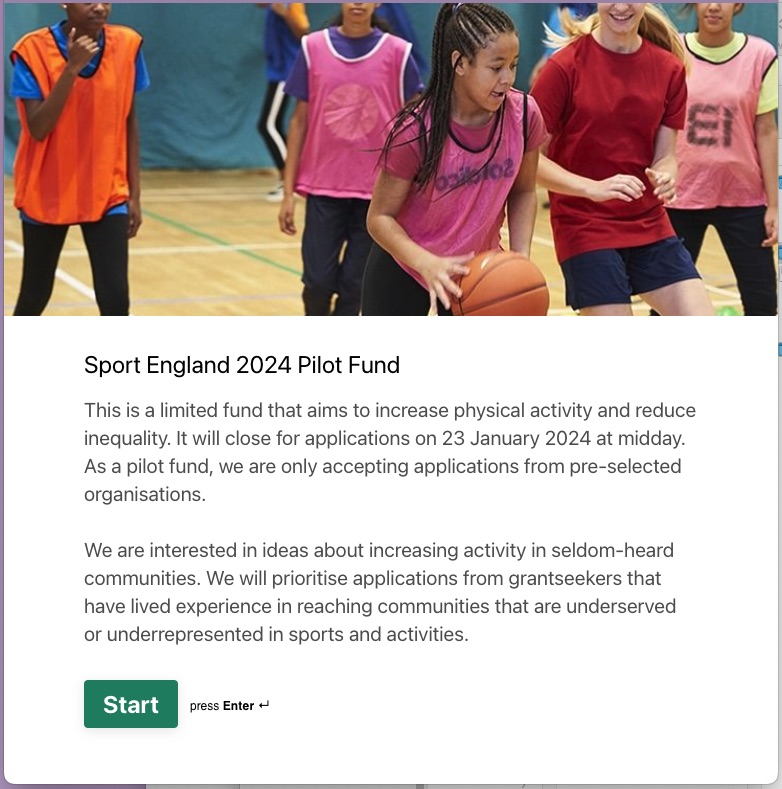 Sport England 2024 Pilot Fund
This is a limited fund that aims to increase physical activity and reduce
inequality. It will close for applications on 23 January 2024 at midday.
As a pilot fund, we are only accepting applications from pre-selected
organisations.
We are interested in ideas about increasing activity in seldom-heard
communities. We will prioritise applications from grantseekers that
have lived experience in reaching communities that are underserved
or underrepresented in sports and activities.
Start press Enter ↵